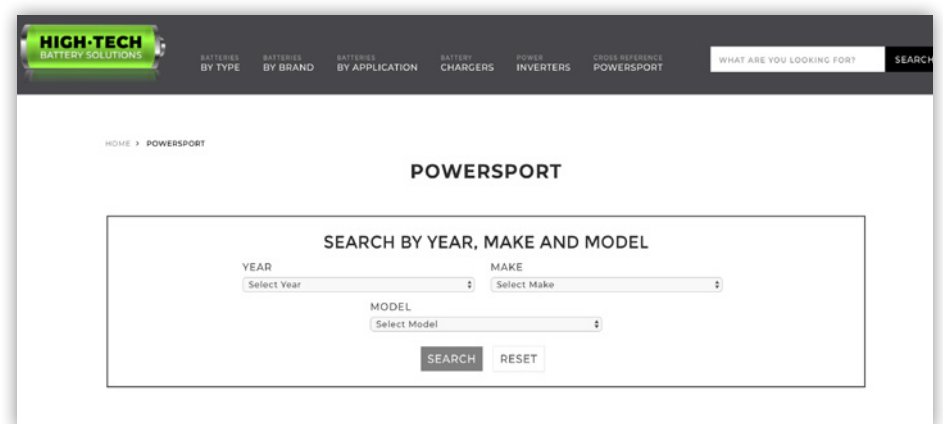 HIGH-TECH
BATTERY SOLUTIONS
BATTERIES BATTERIES BATTERIES BATTERY POWER CROSS REFERENCE
BY TYPE BY BRAND BY APPLICATION CHARGERS INVERTERS POWERSPORT
WHAT ARE YOU LOOKING FOR? SEARCH
HOME > POWERSPORT
POWERSPORT
SEARCH BY YEAR, MAKE AND MODEL
YEAR MAKE
Select Year Select Make
MODEL
Select Model
SEARCH RESET